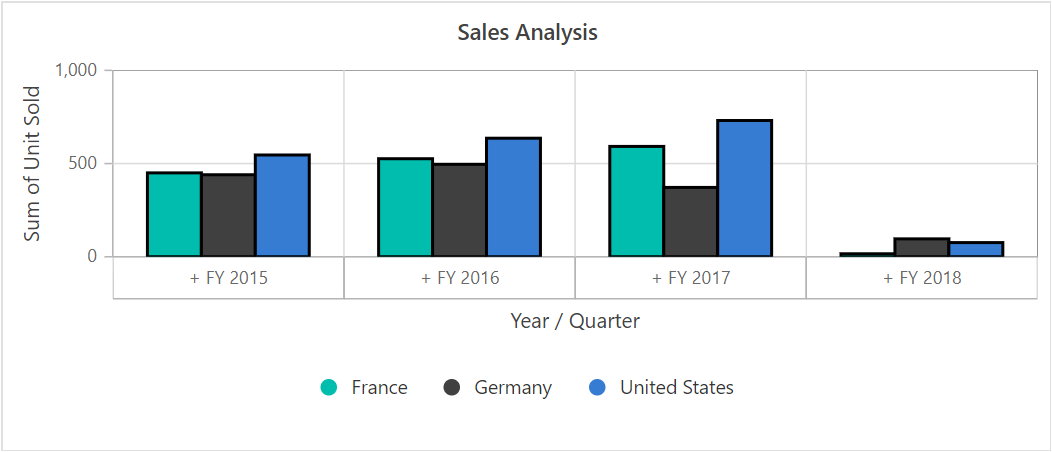 Sales Analysis
Sum of Unit Sold
1,000
500
0
+ FY 2015 + FY 2016 + FY 2017 + FY 2018
Year / Quarter
France Germany United States